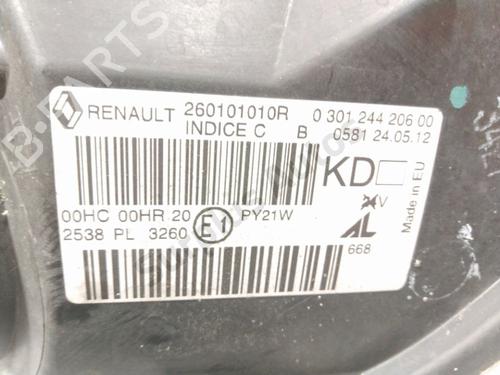 RENAULT 260101010R 0 301 244 206 00
INDICE C B 0581 24.05.12
KD
V
Made in EU
00HC 00HR 20 E1 PY21W
2538 PL 3260
AL
668
B-PARTS